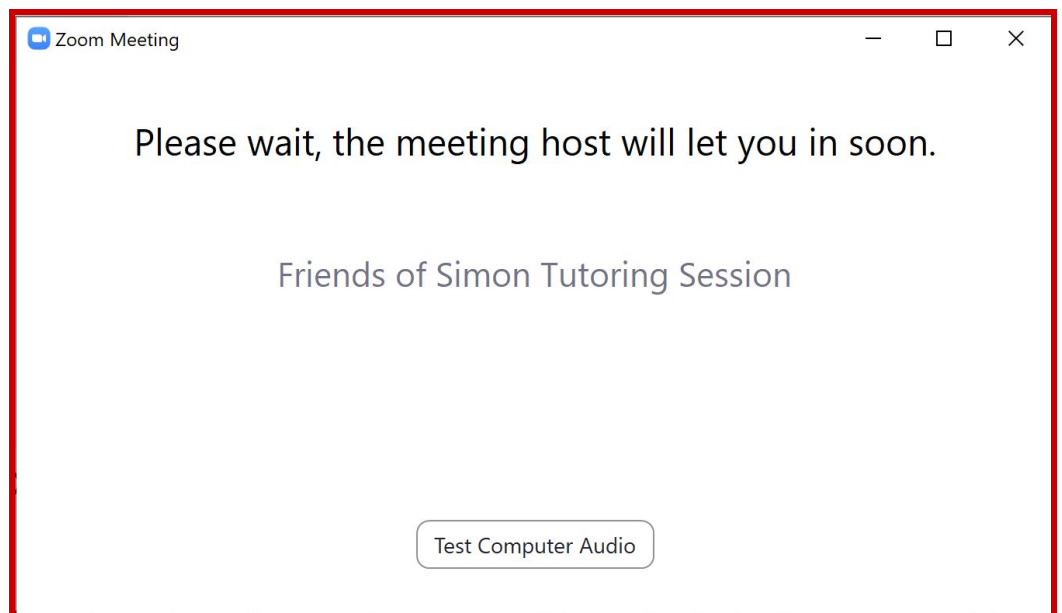 Zoom Meeting
Please wait, the meeting host will let you in soon.
Friends of Simon Tutoring Session
Test Computer Audio